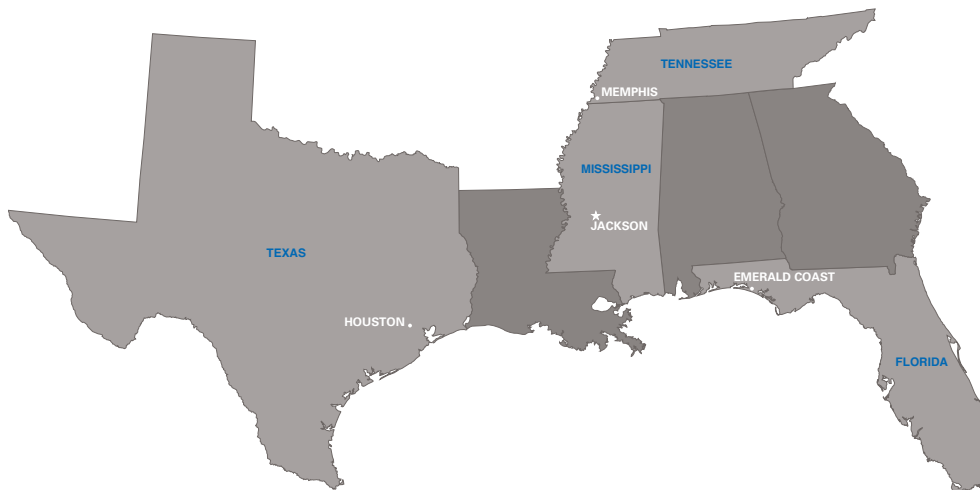 TENNESSEE
MEMPHIS
MISSISSIPPI
JACKSON
TEXAS
EMERALD COAST
HOUSTON
FLORIDA